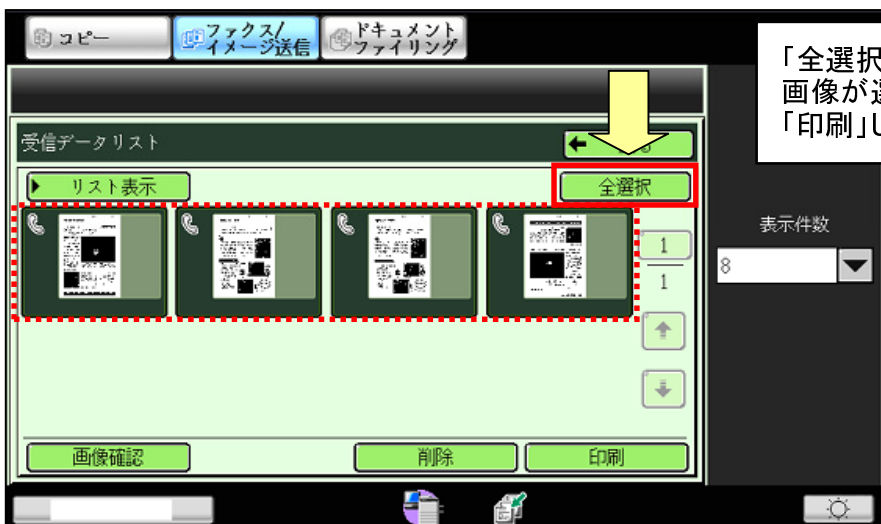 コピー
ファクス/
イメージ送信
ドキュメント
ファイリング
「全選択
画像が
「印刷」
受信データリスト
リスト表示
全選択
1
1
表示件数
8
画像確認
削除
印刷